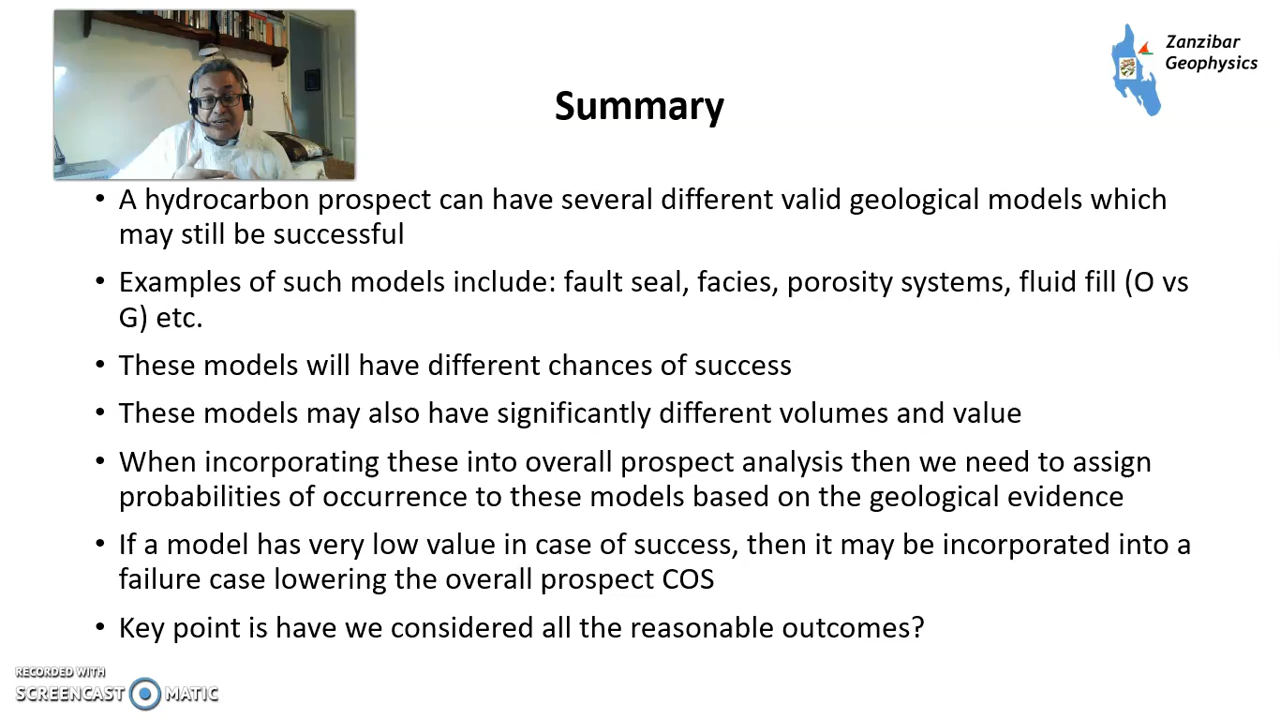 Zanzibar
Geophysics
Summary
• A hydrocarbon prospect can have several different valid geological models which
may still be successful
• Examples of such models include: fault seal, facies, porosity systems, fluid fill (O vs
G) etc.
• These models will have different chances of success
• These models may also have significantly different volumes and value
• When incorporating these into overall prospect analysis then we need to assign
probabilities of occurrence to these models based on the geological evidence
• If a model has very low value in case of success, then it may be incorporated into a
failure case lowering the overall prospect COS
• Key point is have we considered all the reasonable outcomes?
RECORDED WITH
SCREENCAST MATIC